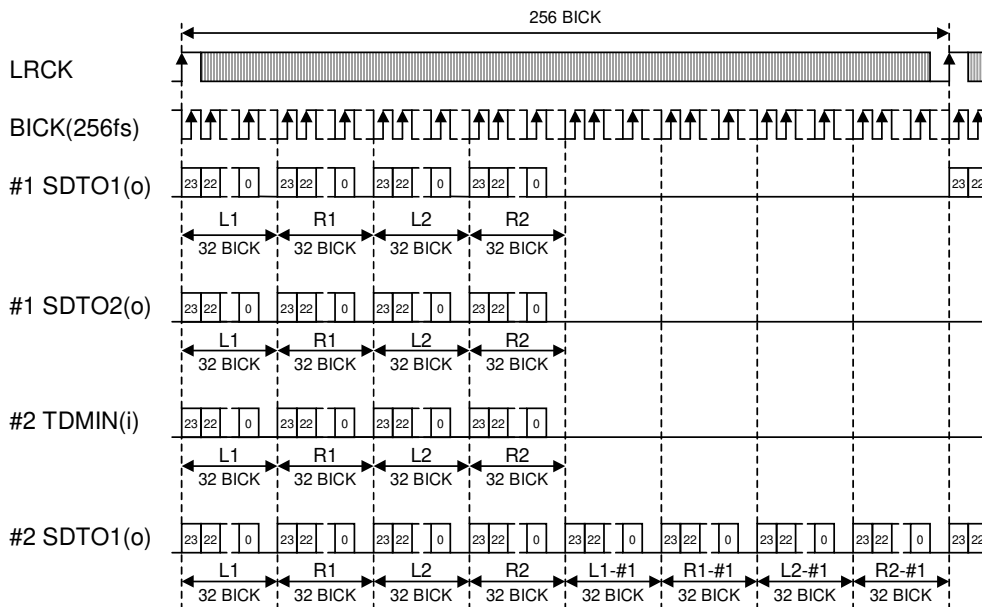 256 BICK
LRCK
BICK(256fs)
#1 SDTO1(o) 23 22 0 23 22 0 23 22 0 23 22 0 23 22
L1 R1 L2 R2
32 BICK 32 BICK 32 BICK 32 BICK
#1 SDTO2(o) 23 22 0 23 22 0 23 22 0 23 22 0
L1 R1 L2 R2
32 BICK 32 BICK 32 BICK 32 BICK
#2 TDMIN(i) 23 22 0 23 22 0 23 22 0 23 22 0
L1 R1 L2 R2
32 BICK 32 BICK 32 BICK 32 BICK
#2 SDTO1(o) 23 22 0 23 22 0 23 22 0 23 22 0 23 22 0 23 22 0 23 22 0 23 22 0 23 22
L1 R1 L2 R2 L1-#1 R1-#1 L2-#1 R2-#1
32 BICK 32 BICK 32 BICK 32 BICK 32 BICK 32 BICK 32 BICK 32 BICK